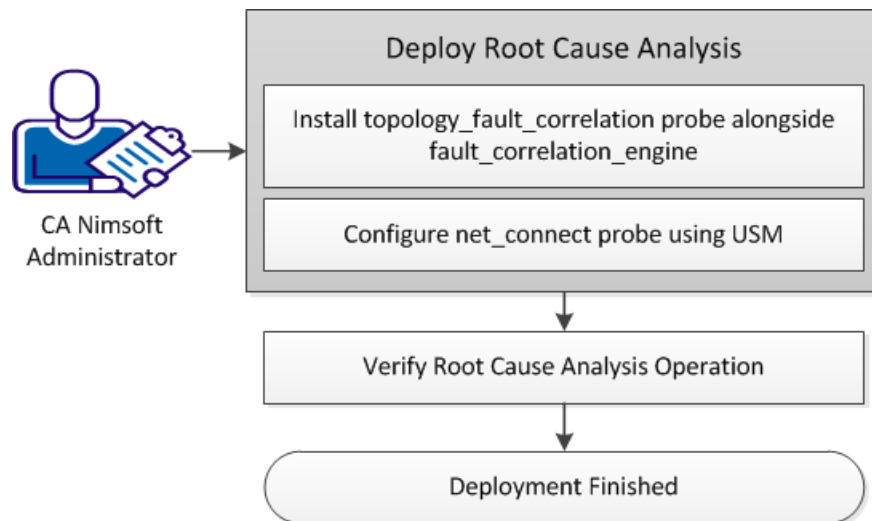 Deploy Root Cause Analysis
Install topology_fault_correlation probe alongside
fault_correlation_engine
CA Nimsoft
Administrator
Configure net_connect probe using USM
Verify Root Cause Analysis Operation
Deployment Finished